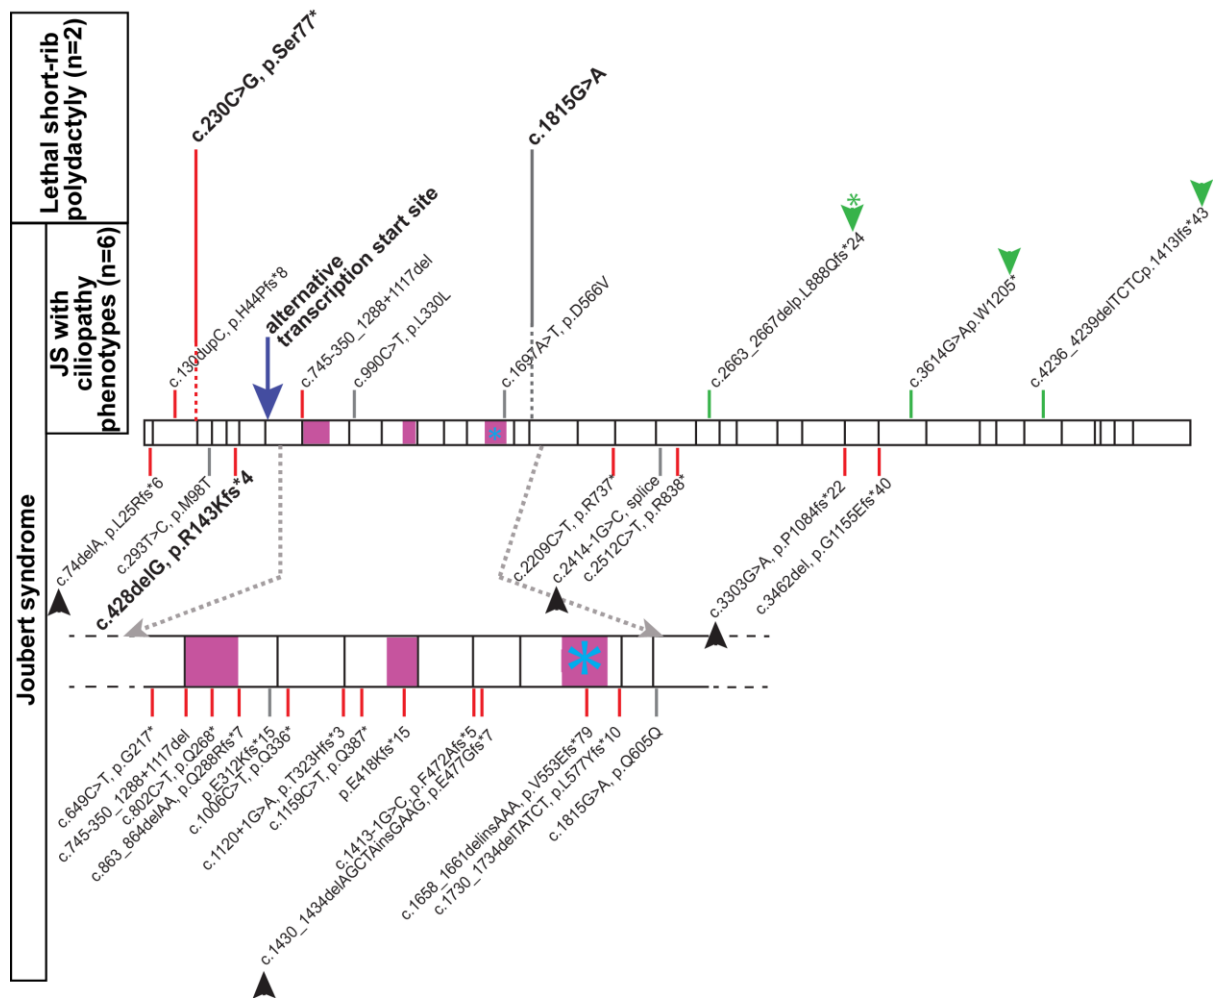 Lethal short-rib
polydactyly (n=2)
JS with
ciliopathy
phenotypes (n=6)
Joubert syndrome
c.230C>G, p.Ser77*
c.1815G>A
c.130dupC, p.H44Pfs*8
alternative
transcription start site
c.745-350_1288+1117del
c.990C>T, p.L330L
c.1697A>T, p.D566V
c.2663_2667delp.L888Qfs*24
*
c.3614G>Ap.W1205*
c.4236_4239delTCTCp.1413Ifs*43
*
c.74delA, p.L25Rfs*6
c.293T>C, p.M98T
c.428delG, p.R143Kfs*4
c.2209C>T, p.R737*
c.2414-1G>C, splice
c.2512C>T, p.R838*
c.3303G>A, p.P1084fs*22
c.3462del, p.G1155Efs*40
*
c.649C>T, p.G217*
c.745-350_1288+1117del
c.802C>T, p.Q268*
c.863_864delAA, p.Q288Rfs*7
p.E312Kfs*15
c.1006C>T, p.Q336*
c.1120+1G>A, p.T323Hfs*3
c.1159C>T, p.Q387*
p.E418Kfs*15
c.1413-1G>C, p.F472Afs*5
c.1430_1434delAGCTAinsGAAG, p.E477Gfs*7
c.1658_1661delinsAAA, p.V553Efs*79
c.1730_1734delTATCT, p.L577Yfs*10
c.1815G>A, p.Q605Q